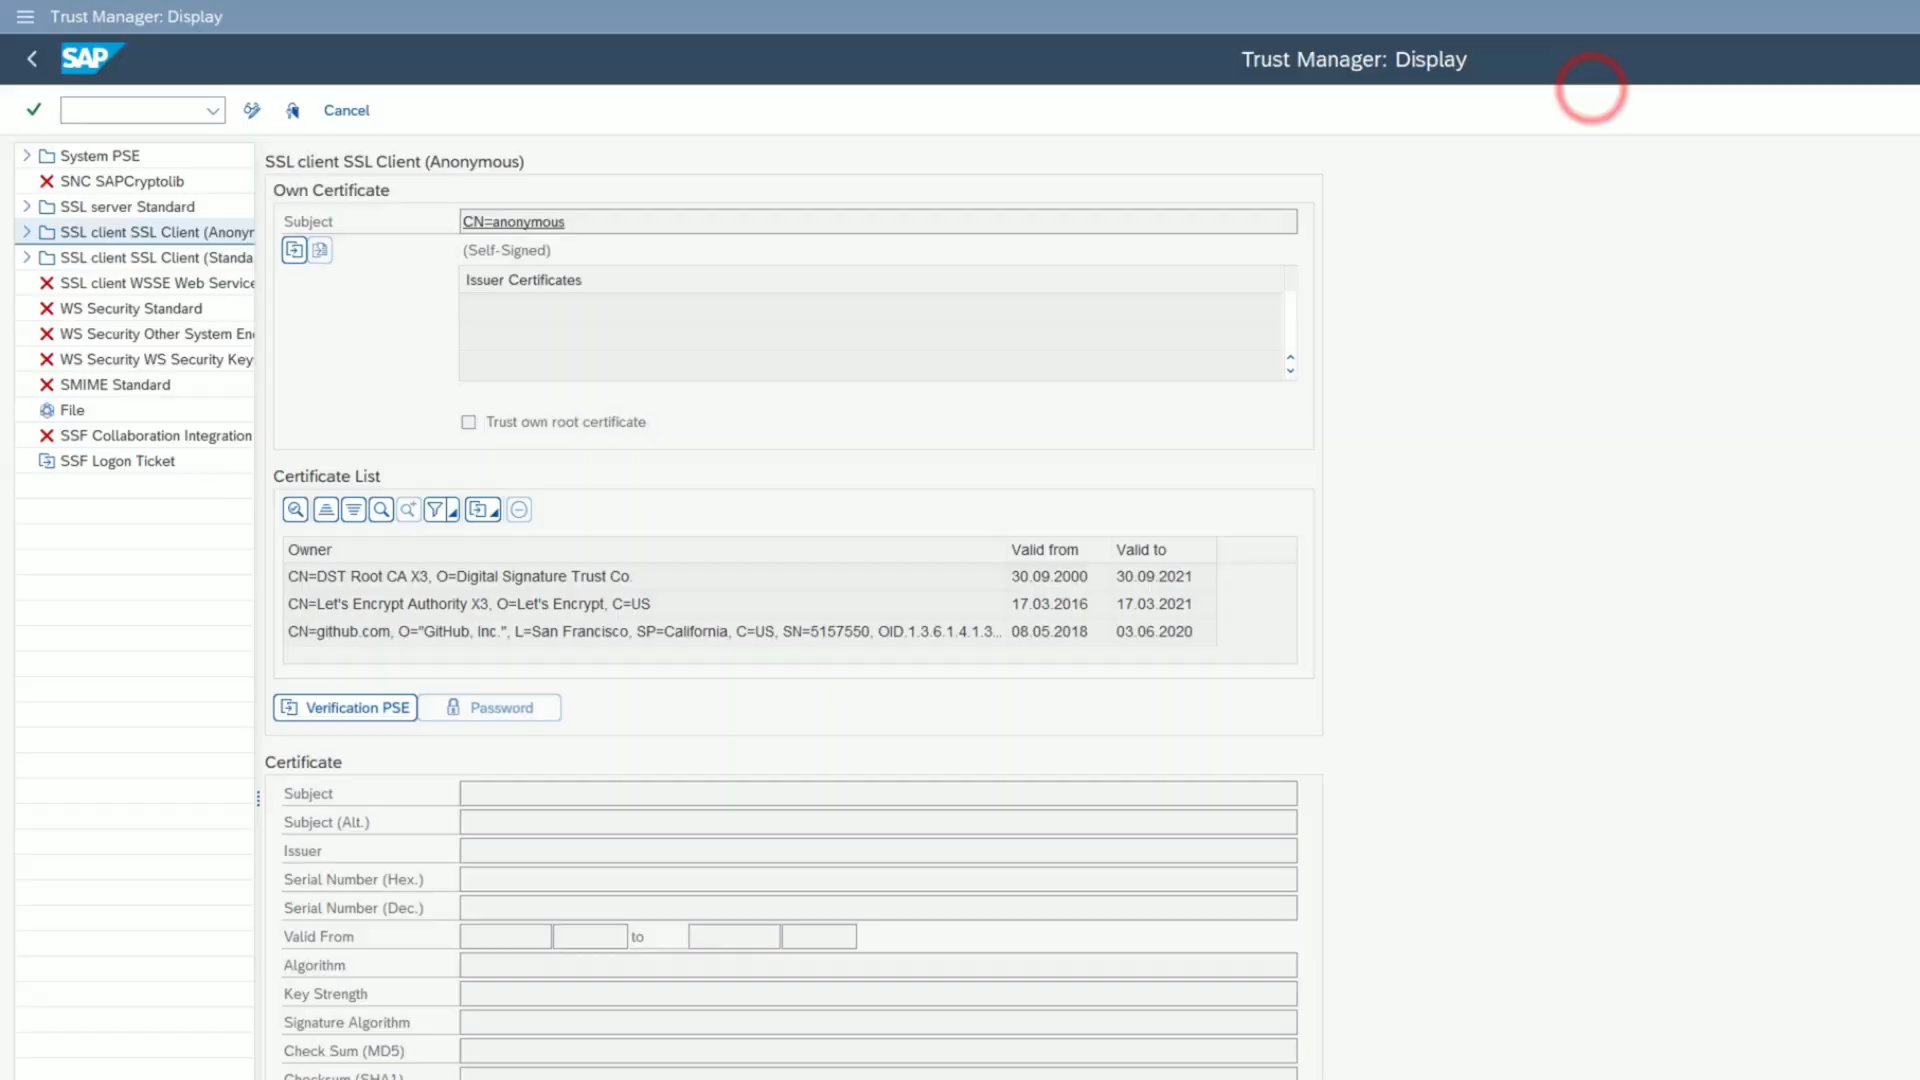 Trust Manager: Display
SAP
Trust Manager: Display
Cancel
System PSE
SNC SAPCryptolib
SSL server Standard
SSL client SSL Client (Anonym
SSL client SSL Client (Standa
SSL client WSSE Web Service
WS Security Standard
WS Security Other System En
WS Security WS Security Key
SMIME Standard
File
SSF Collaboration Integration
SSF Logon Ticket
SSL client SSL Client (Anonymous)
Own Certificate
Subject CN=anonymous
(Self-Signed)
Issuer Certificates
Trust own root certificate
Certificate List
Owner Valid from Valid to
CN=DST Root CA X3, O=Digital Signature Trust Co. 30.09.2000 30.09.2021
CN=Let's Encrypt Authority X3, O=Let's Encrypt, C=US 17.03.2016 17.03.2021
CN=github.com, O="GitHub, Inc.", L=San Francisco, SP=California, C=US, SN=5157550, OID.1.3.6.1.4.1.3... 08.05.2018 03.06.2020
Verification PSE Password
Certificate
Subject
Subject (Alt.)
Issuer
Serial Number (Hex.)
Serial Number (Dec.)
Valid From to
Algorithm
Key Strength
Signature Algorithm
Check Sum (MD5)
Checksum (SHA1)